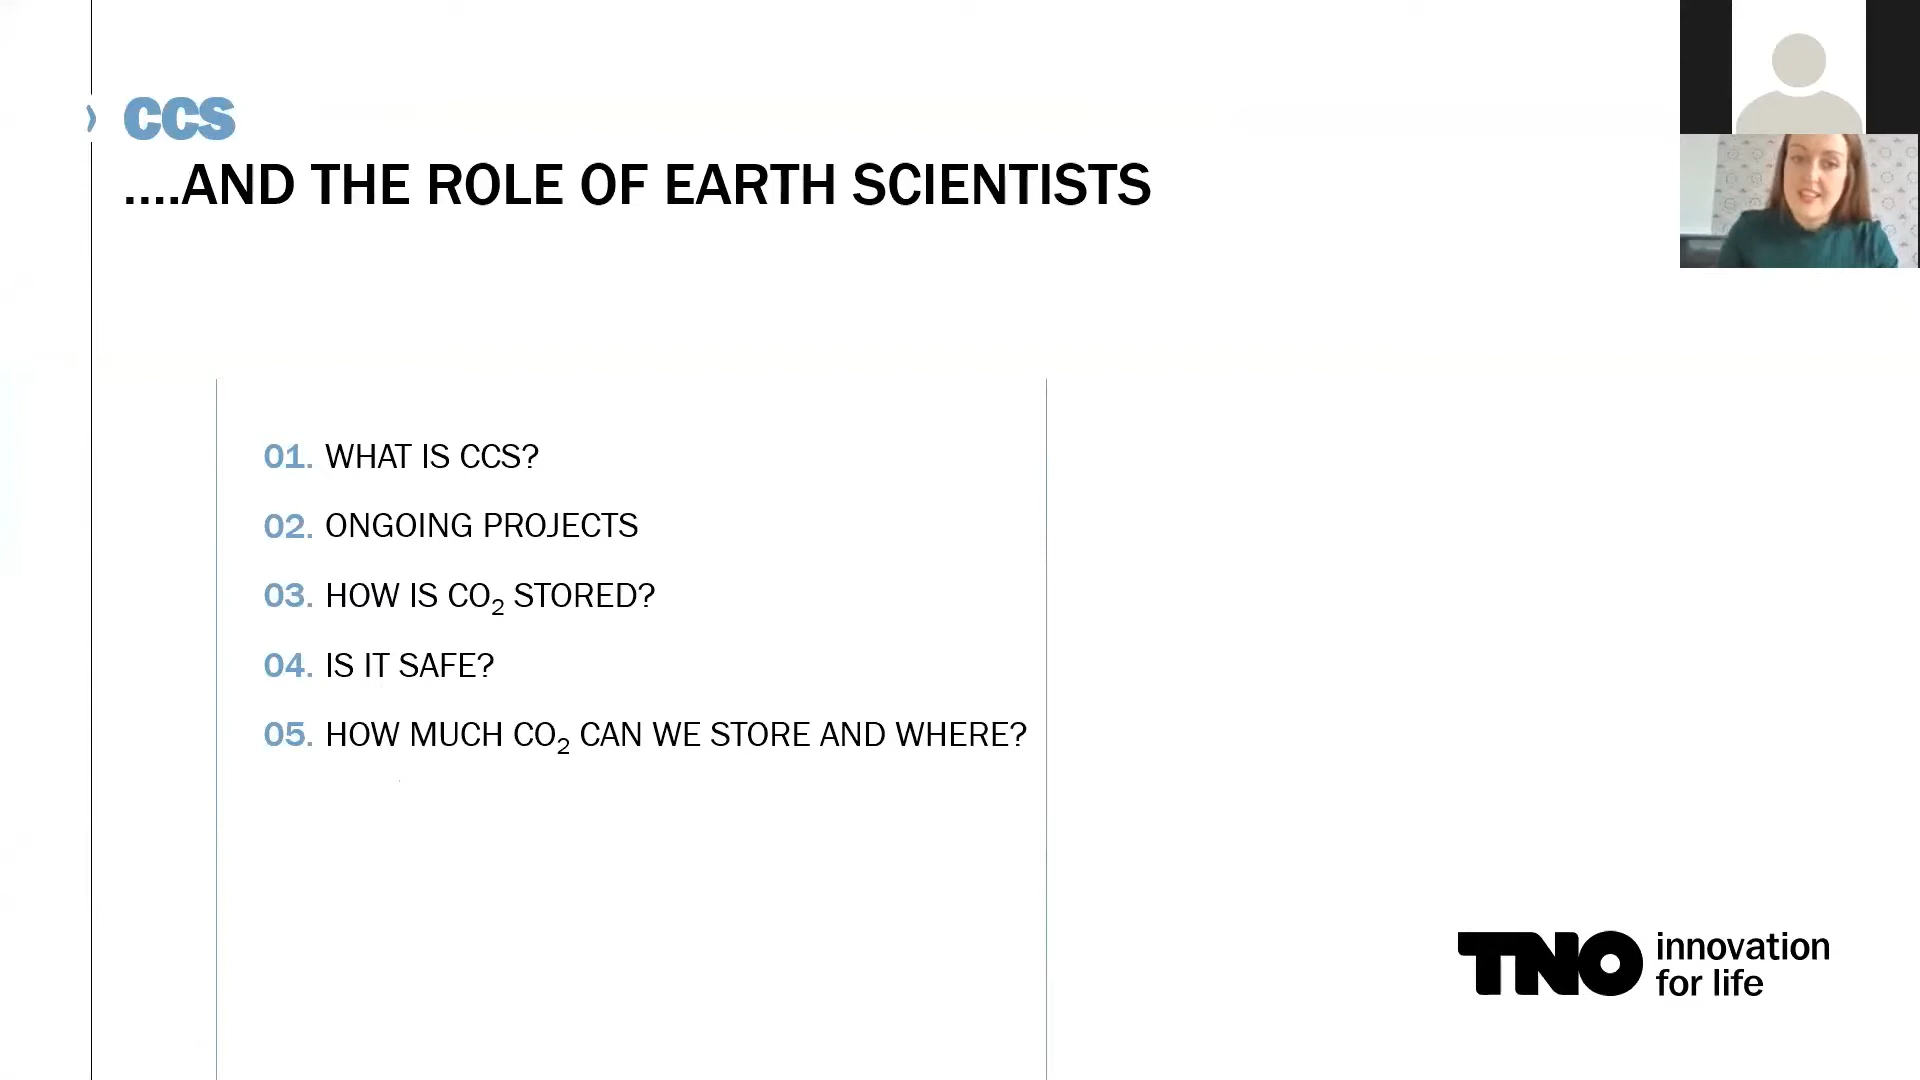 CCS
....AND THE ROLE OF EARTH SCIENTISTS
01. WHAT IS CCS?
02. ONGOING PROJECTS
03. HOW IS CO₂ STORED?
04. IS IT SAFE?
05. HOW MUCH CO₂ CAN WE STORE AND WHERE?
TNO innovation
for life